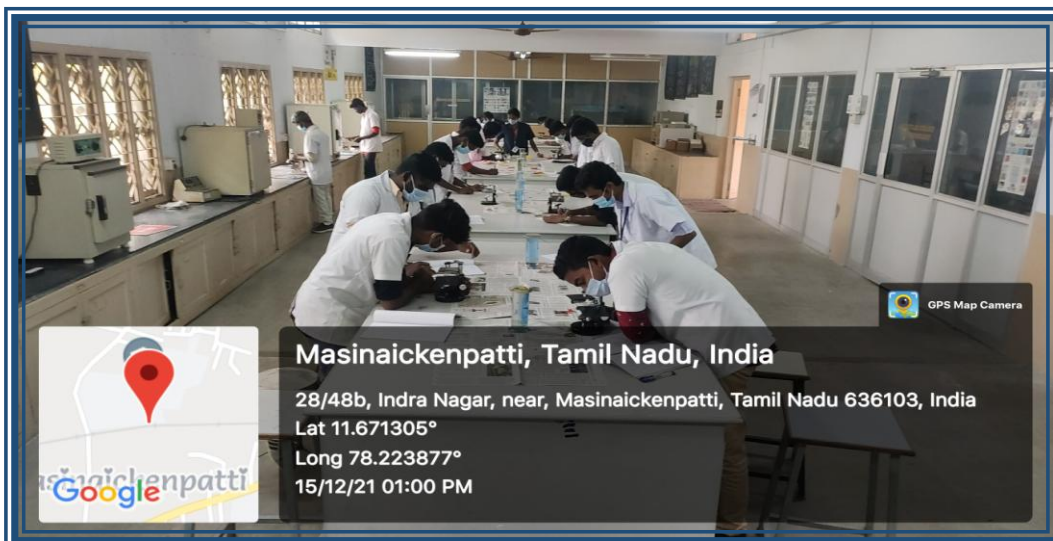 GPS Map Camera
Masinaickenpatti, Tamil Nadu, India
28/48b, Indra Nagar, near, Masinaickenpatti, Tamil Nadu 636103, India
Lat 11.671305°
Long 78.223877°
15/12/21 01:00 PM
asinaickenpatti
Google